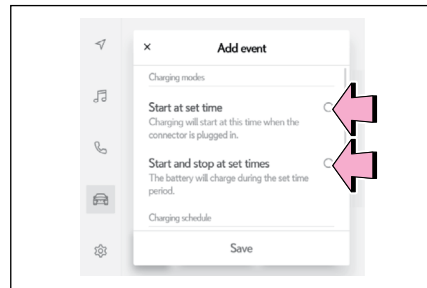 × Add event
Charging modes
Start at set time
Charging will start at this time when the
connector is plugged in.
Start and stop at set times
The battery will charge during the set time
period.
Charging schedule
Save